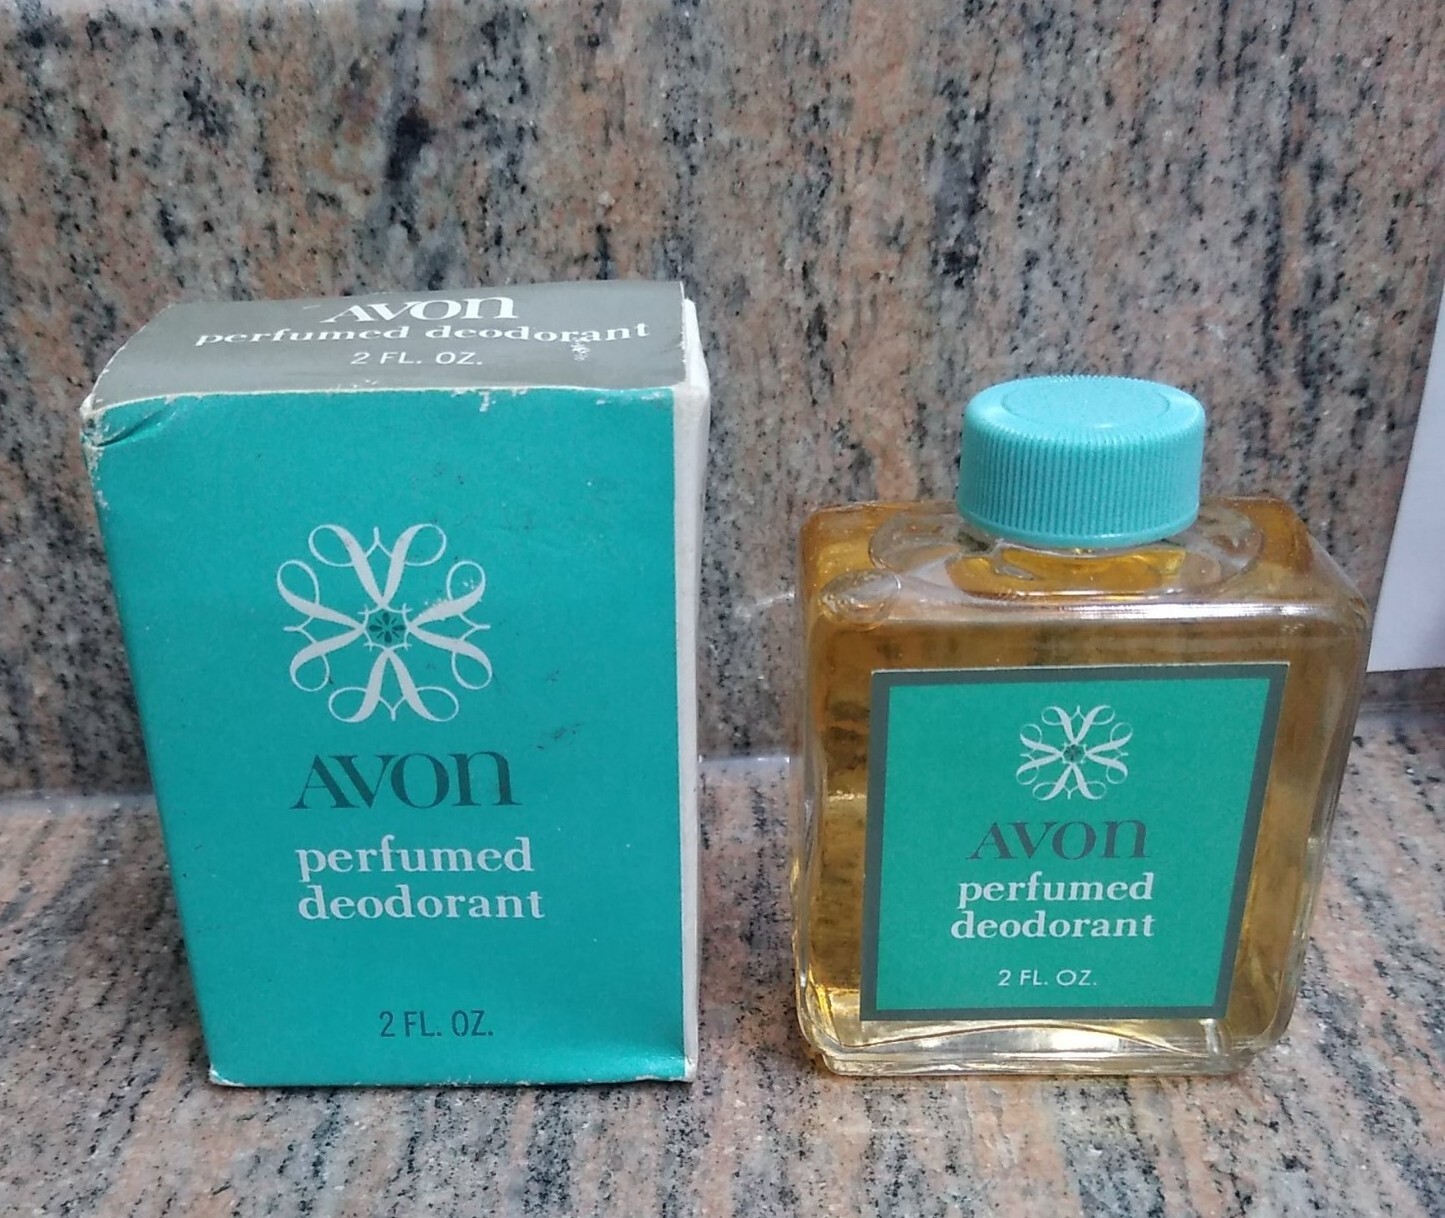 AVON
perfumed deodorant
2 FL. OZ.
AVON
perfumed
deodorant
2 FL. OZ.
AVON
perfumed
deodorant
2 FL. OZ.